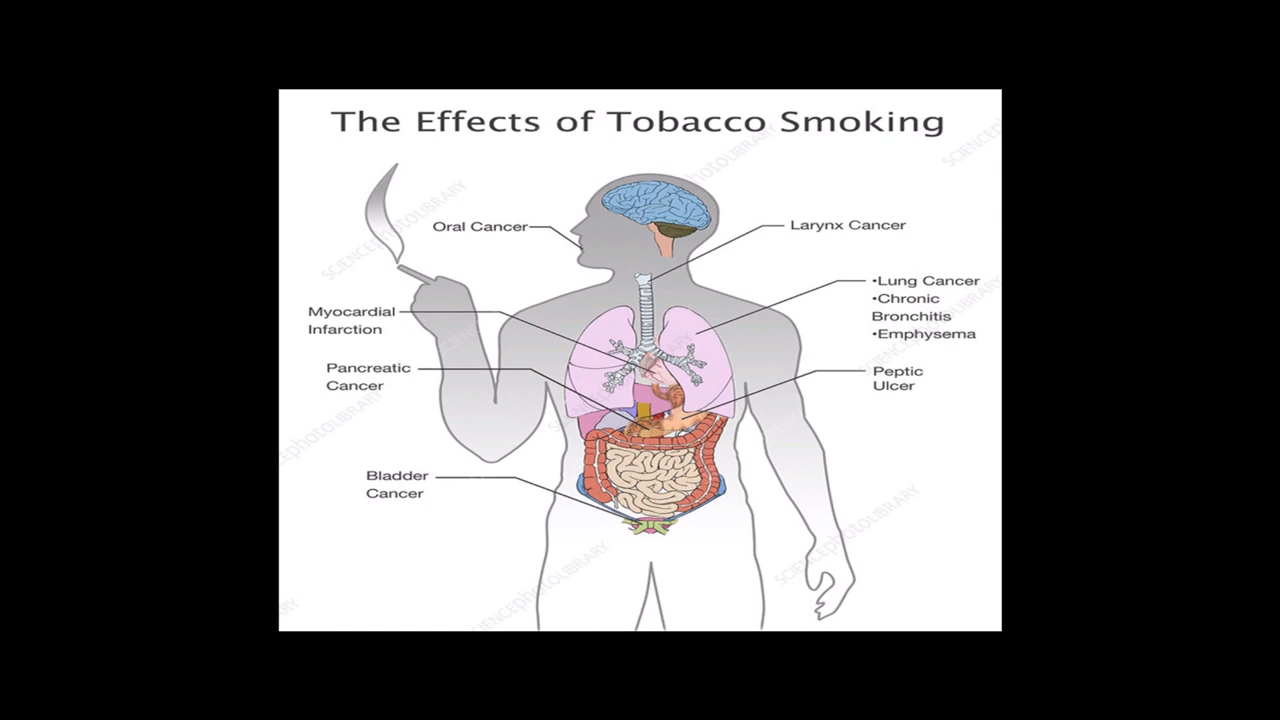 The Effects of Tobacco Smoking
Oral Cancer
Larynx Cancer
•Lung Cancer
•Chronic
Bronchitis
•Emphysema
Myocardial
Infarction
Pancreatic
Cancer
Peptic
Ulcer
Bladder
Cancer
SCIENCEphotoLIBRARY